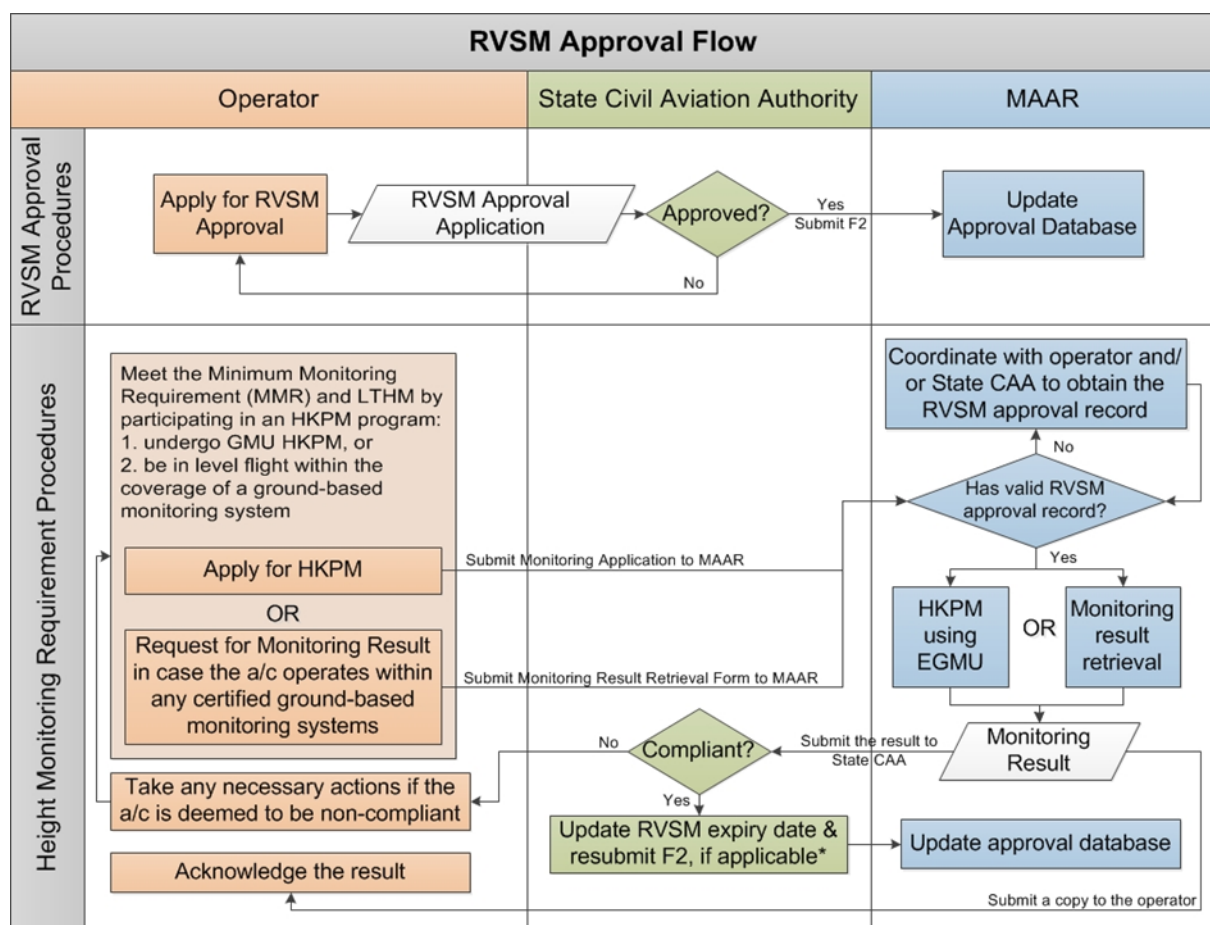 RVSM Approval Flow
Operator
State Civil Aviation Authority
MAAR
RVSM Approval
Procedures
Apply for RVSM
Approval
RVSM Approval
Application
Approved?
Yes
Submit F2
Update
Approval Database
No
Height Monitoring Requirement Procedures
Meet the Minimum Monitoring
Requirement (MMR) and LTHM by
participating in an HKPM program:
1. undergo GMU HKPM, or
2. be in level flight within the
coverage of a ground-based
monitoring system
Coordinate with operator and/
or State CAA to obtain the
RVSM approval record
No
Has valid RVSM
approval record?
Yes
Apply for HKPM
Submit Monitoring Application to MAAR
OR
Request for Monitoring Result
in case the a/c operates within
any certified ground-based
monitoring systems
Submit Monitoring Result Retrieval Form to MAAR
HKPM
using
EGMU
OR
Monitoring
result
retrieval
Monitoring
Result
Submit the result to
State CAA
Compliant?
No
Yes
Take any necessary actions if the
a/c is deemed to be non-compliant
Update RVSM expiry date &
resubmit F2, if applicable*
Update approval database
Acknowledge the result
Submit a copy to the operator